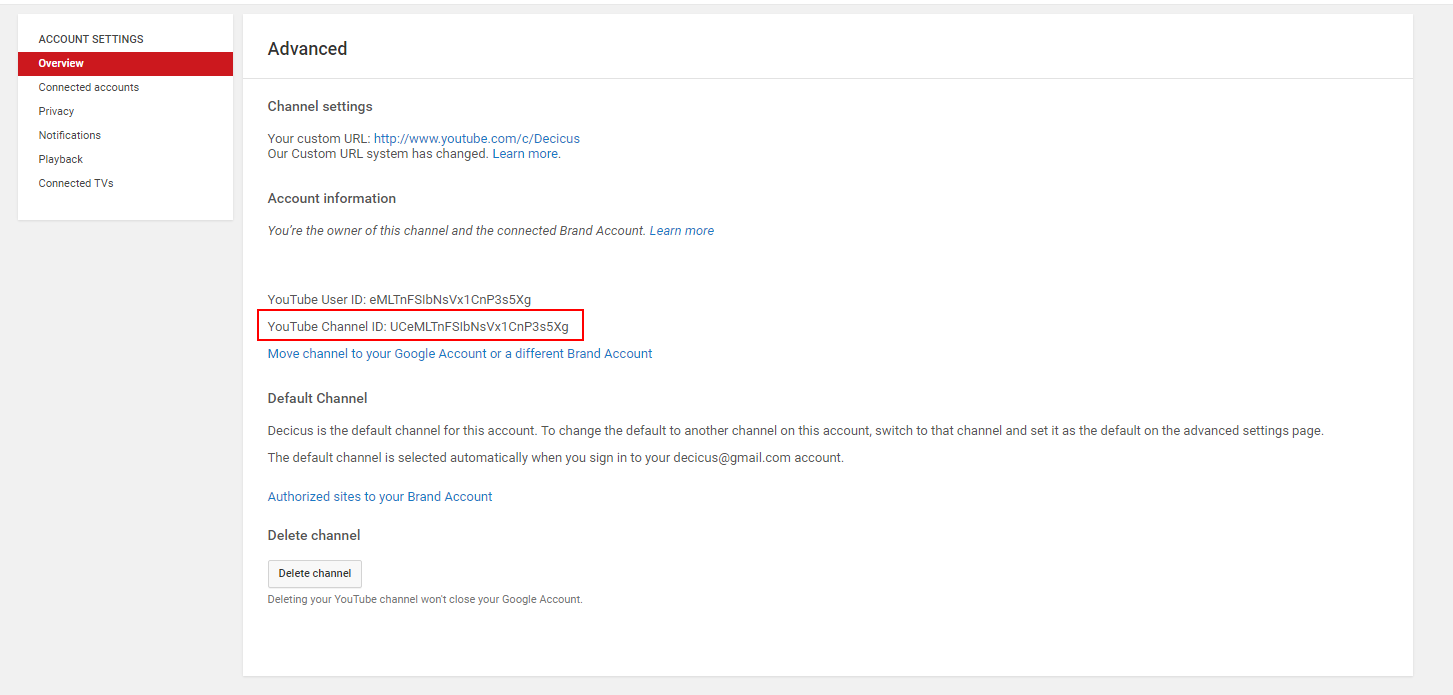 ACCOUNT SETTINGS
Overview
Connected accounts
Privacy
Notifications
Playback
Connected TVs
Advanced
Channel settings
Your custom URL: http://www.youtube.com/c/Decicus
Our Custom URL system has changed. Learn more.
Account information
You're the owner of this channel and the connected Brand Account. Learn more
YouTube User ID: eMLTnFSIbNsVx1CnP3s5Xg
YouTube Channel ID: UCeMLTnFSIbNsVx1CnP3s5Xg
Move channel to your Google Account or a different Brand Account
Default Channel
Decicus is the default channel for this account. To change the default to another channel on this account, switch to that channel and set it as the default on the advanced settings page.
The default channel is selected automatically when you sign in to your decicus@gmail.com account.
Authorized sites to your Brand Account
Delete channel
Delete channel
Deleting your YouTube channel won't close your Google Account.